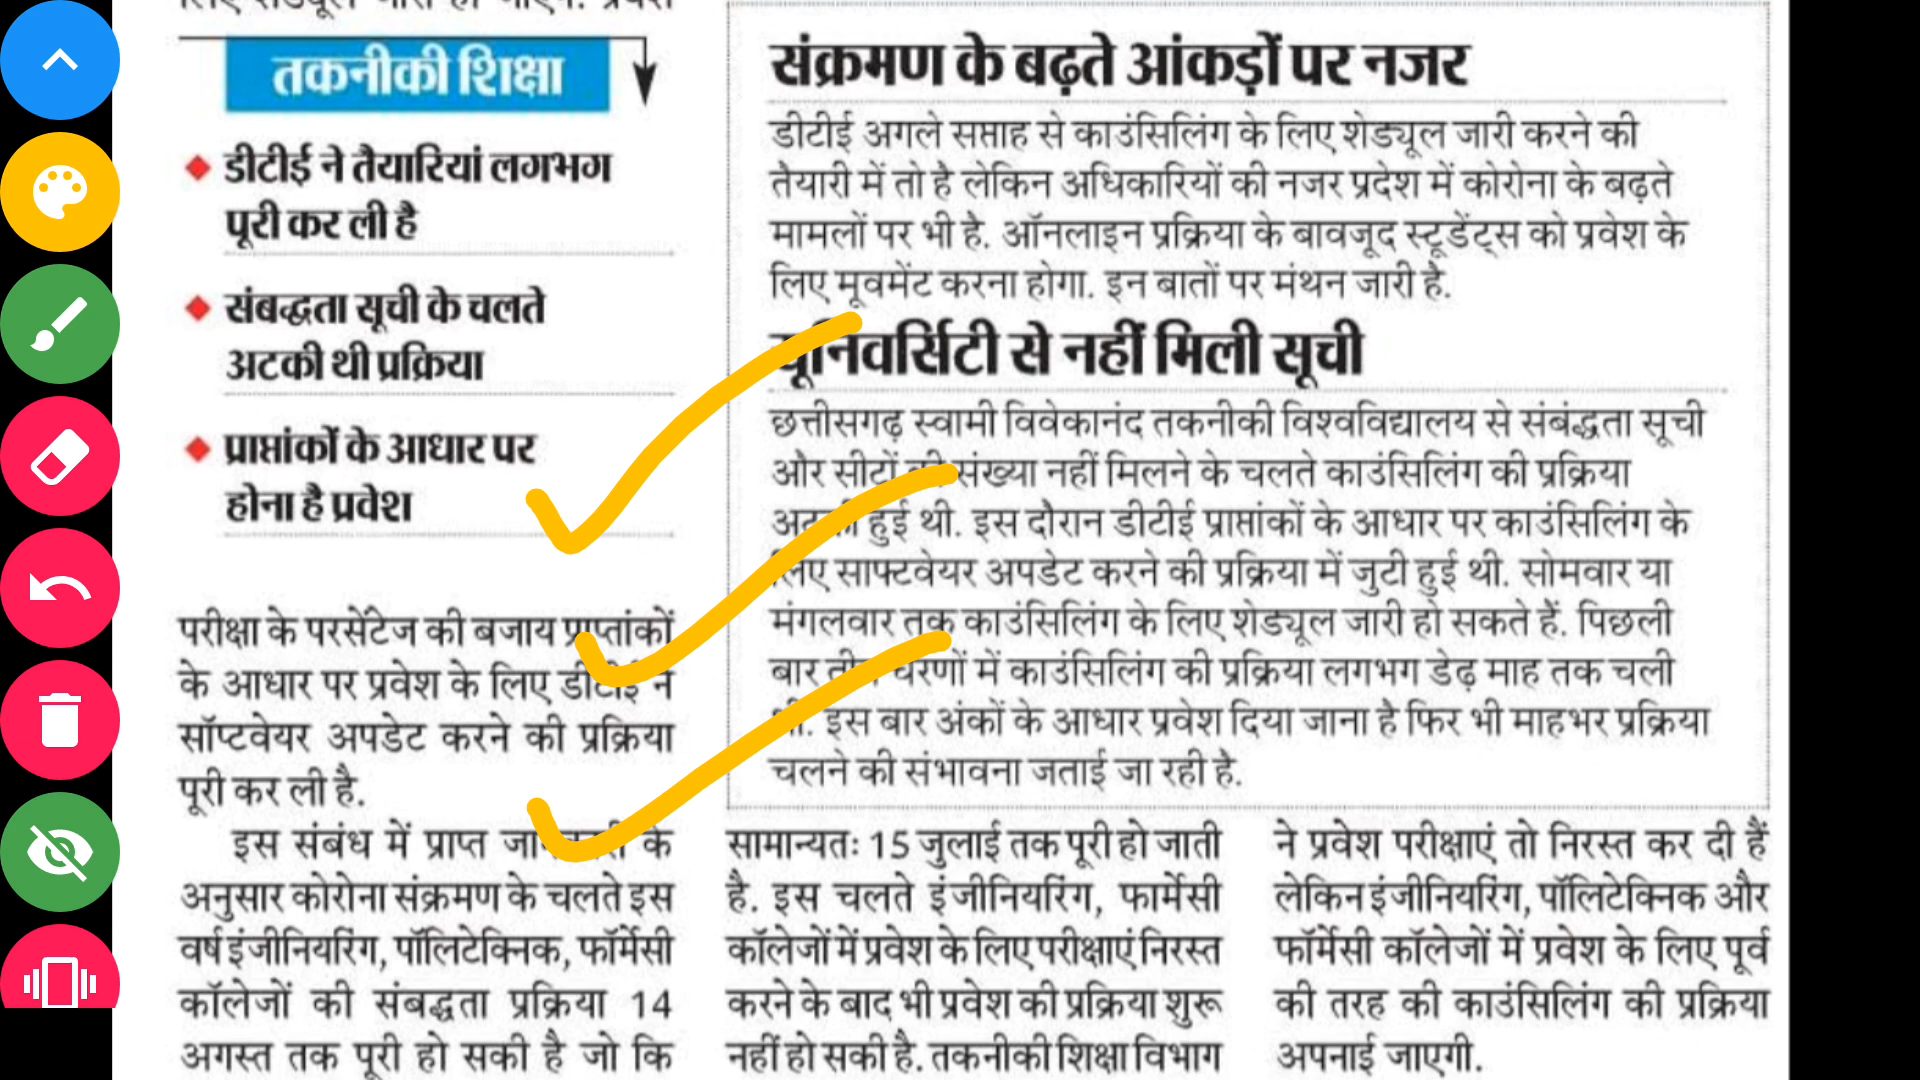 तकनीकी शिक्षा
डीटीई ने तैयारियां लगभग
पूरी कर ली है
संबद्धता सूची के चलते
अटकी थी प्रक्रिया
प्राप्तांकों के आधार पर
होना है प्रवेश
परीक्षा के परसेंटेज की बजाय प्राप्तांकों
के आधार पर प्रवेश के लिए डीटीई ने
सॉप्टवेयर अपडेट करने की प्रक्रिया
पूरी कर ली है.
इस संबंध में प्राप्त के
अनुसार कोरोना संक्रमण के चलते इस
वर्ष इंजीनियरिंग, पॉलिटेक्निक, फॉर्मेसी
कॉलेजों की संबद्धता प्रक्रिया 14
अगस्त तक पूरी हो सकी है जो कि
संक्रमण के बढ़ते आंकड़ों पर नजर
डीटीई अगले सप्ताह से काउंसिलिंग के लिए शेड्यूल जारी करने की
तैयारी में तो है लेकिन अधिकारियों की नजर प्रदेश में कोरोना के बढ़ते
मामलों पर भी है. ऑनलाइन प्रक्रिया के बावजूद स्टूडेंट्स को प्रवेश के
लिए मूवमेंट करना होगा. इन बातों पर मंथन जारी है.
यूनिवर्सिटी से नहीं मिली सूची
छत्तीसगढ़ स्वामी विवेकानंद तकनीकी विश्वविद्यालय से संबंद्धता सूची
और सीटों की संख्या नहीं मिलने के चलते काउंसिलिंग की प्रक्रिया
अटकी हुई थी. इस दौरान डीटीई प्राप्तांकों के आधार पर काउंसिलिंग के
लिए साफ्टवेयर अपडेट करने की प्रक्रिया में जुटी हुई थी. सोमवार या
मंगलवार तक काउंसिलिंग के लिए शेड्यूल जारी हो सकते हैं. पिछली
बार तीन चरणों में काउंसिलिंग की प्रक्रिया लगभग डेढ़ माह तक चली
थी. इस बार अंकों के आधार प्रवेश दिया जाना है फिर भी माहभर प्रक्रिया
चलने की संभावना जताई जा रही है.
सामान्यतः 15 जुलाई तक पूरी हो जाती
है. इस चलते इंजीनियरिंग, फार्मेसी
कॉलेजों में प्रवेश के लिए परीक्षाएं निरस्त
करने के बाद भी प्रवेश की प्रक्रिया शुरू
नहीं हो सकी है. तकनीकी शिक्षा विभाग
ने प्रवेश परीक्षाएं तो निरस्त कर दी हैं
लेकिन इंजीनियरिंग, पॉलिटेक्निक और
फॉर्मेसी कॉलेजों में प्रवेश के लिए पूर्व
की तरह की काउंसिलिंग की प्रक्रिया
अपनाई जाएगी.